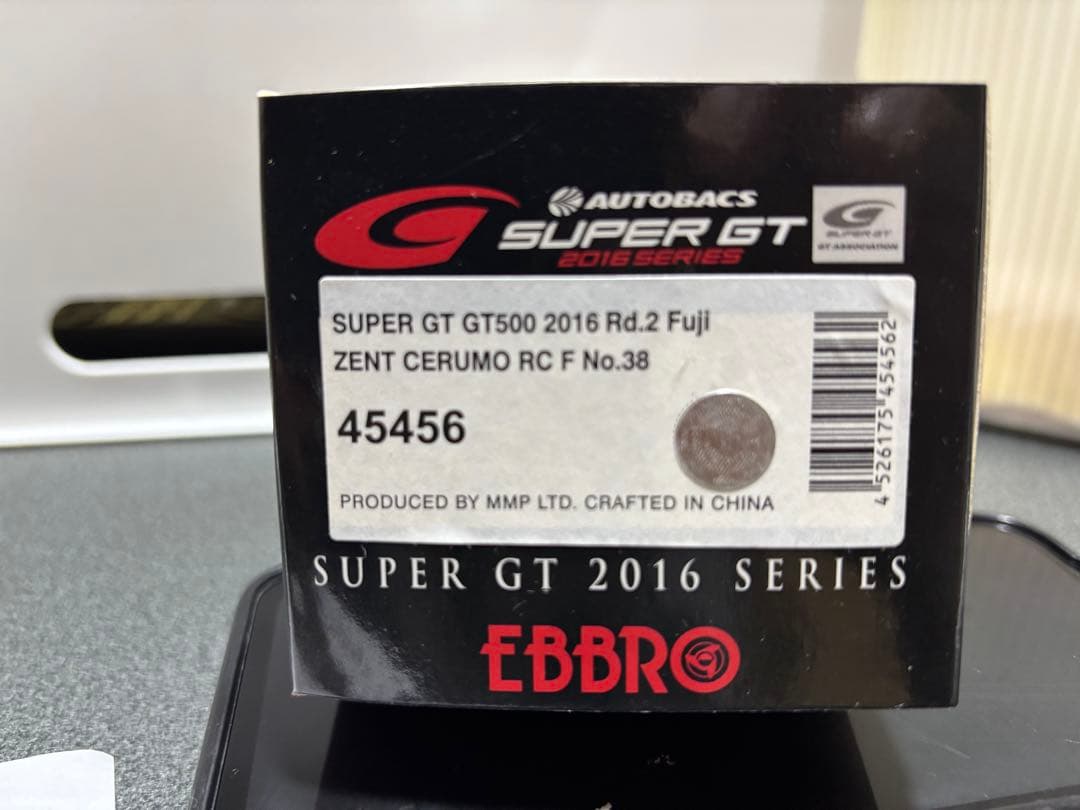 AUTOBACS
SUPER GT
2016 SERIES
SUPER GT
GT ASSOCIATION
SUPER GT GT500 2016 Rd.2 Fuji
ZENT CERUMO RC F No.38
45456
PRODUCED BY MMP LTD. CRAFTED IN CHINA
4 526175 454562
SUPER GT 2016 SERIES
EBBRO